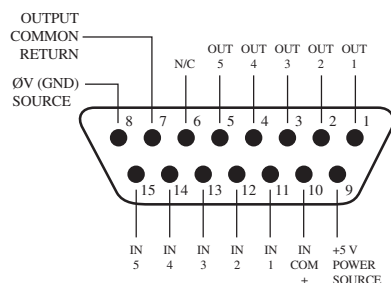 OUTPUT
COMMON
RETURN
ØV (GND)
SOURCE
N/C
OUT
5
OUT
4
OUT
3
OUT
2
OUT
1
8 7 6 5 4 3 2 1
15 14 13 12 11 10 9
IN
5
IN
4
IN
3
IN
2
IN
1
IN
COM
+
+5 V
POWER
SOURCE